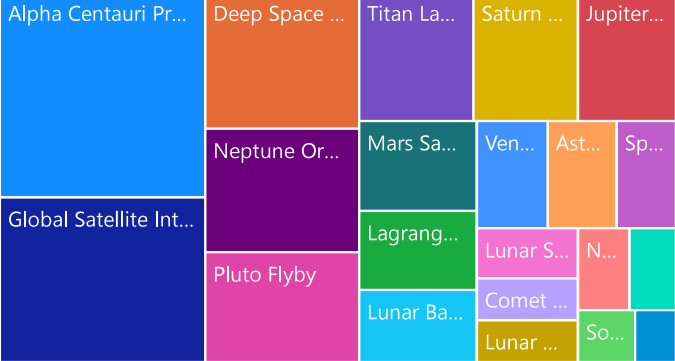 Alpha Centauri Pr...
Global Satellite Int...
Deep Space ...
Neptune Or...
Pluto Flyby
Titan La...
Saturn ...
Jupiter...
Mars Sa...
Lagrang...
Lunar Ba...
Ven...
Ast...
Sp...
Lunar S...
Comet ...
Lunar ...
N...
So...